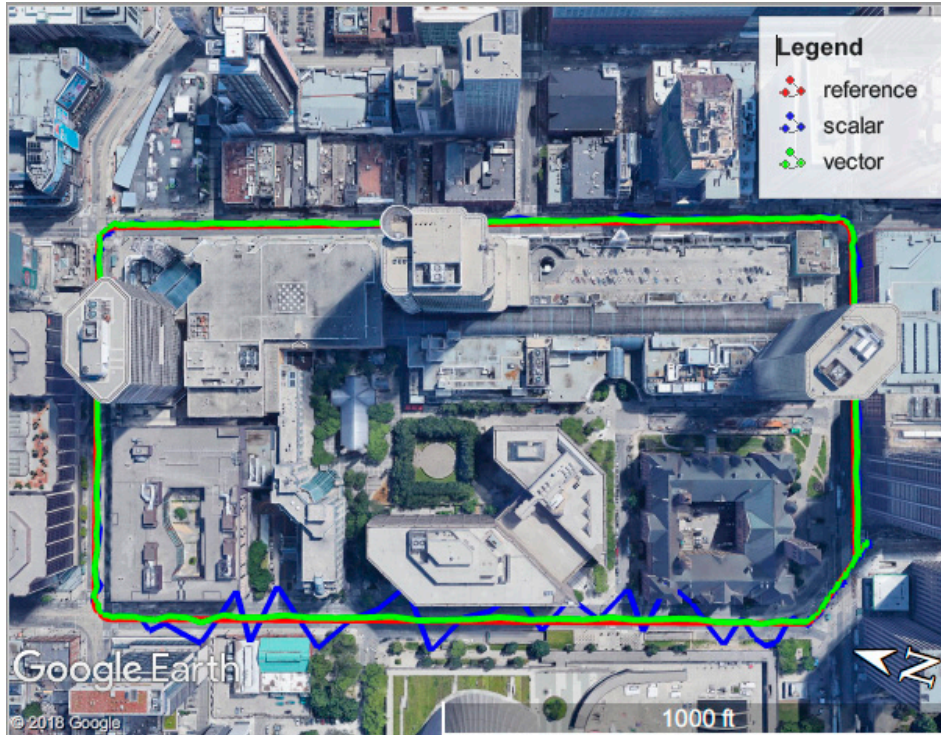 Legend
reference
scalar
vector
N
Google Earth
© 2018 Google
1000 ft